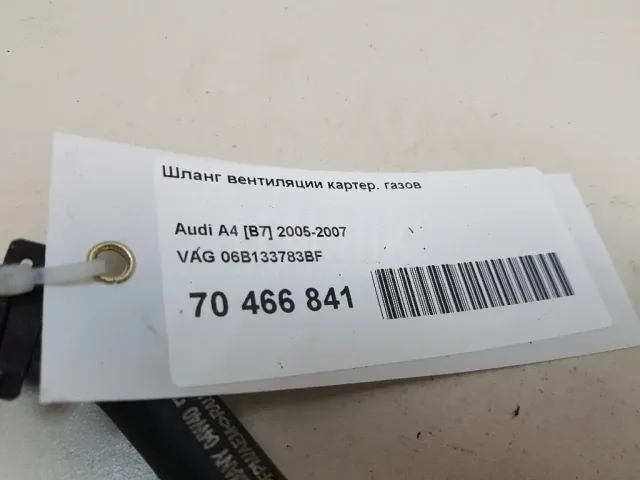 Шланг вентиляции картер. газов
Audi A4 [B7] 2005-2007
VAG 06B133783BF
70 466 841